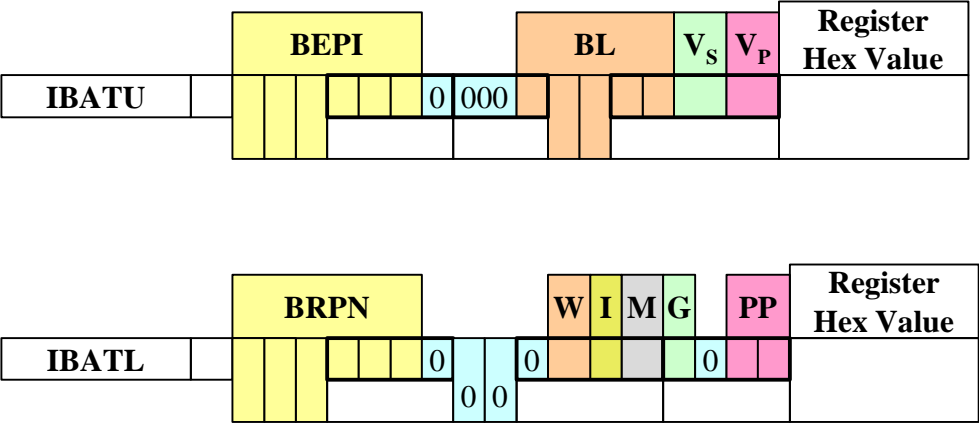 BEPI BL Vs Vp Register
Hex Value
IBATU 0 000
BRPN W I M G PP Register
Hex Value
IBATL 0 0 0
0 0